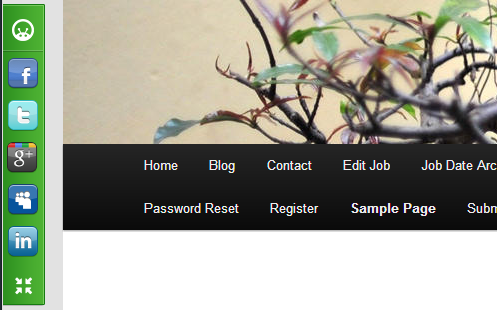 f
t
g+
in
Home Blog Contact Edit Job Job Date Arc
Password Reset Register Sample Page Subm